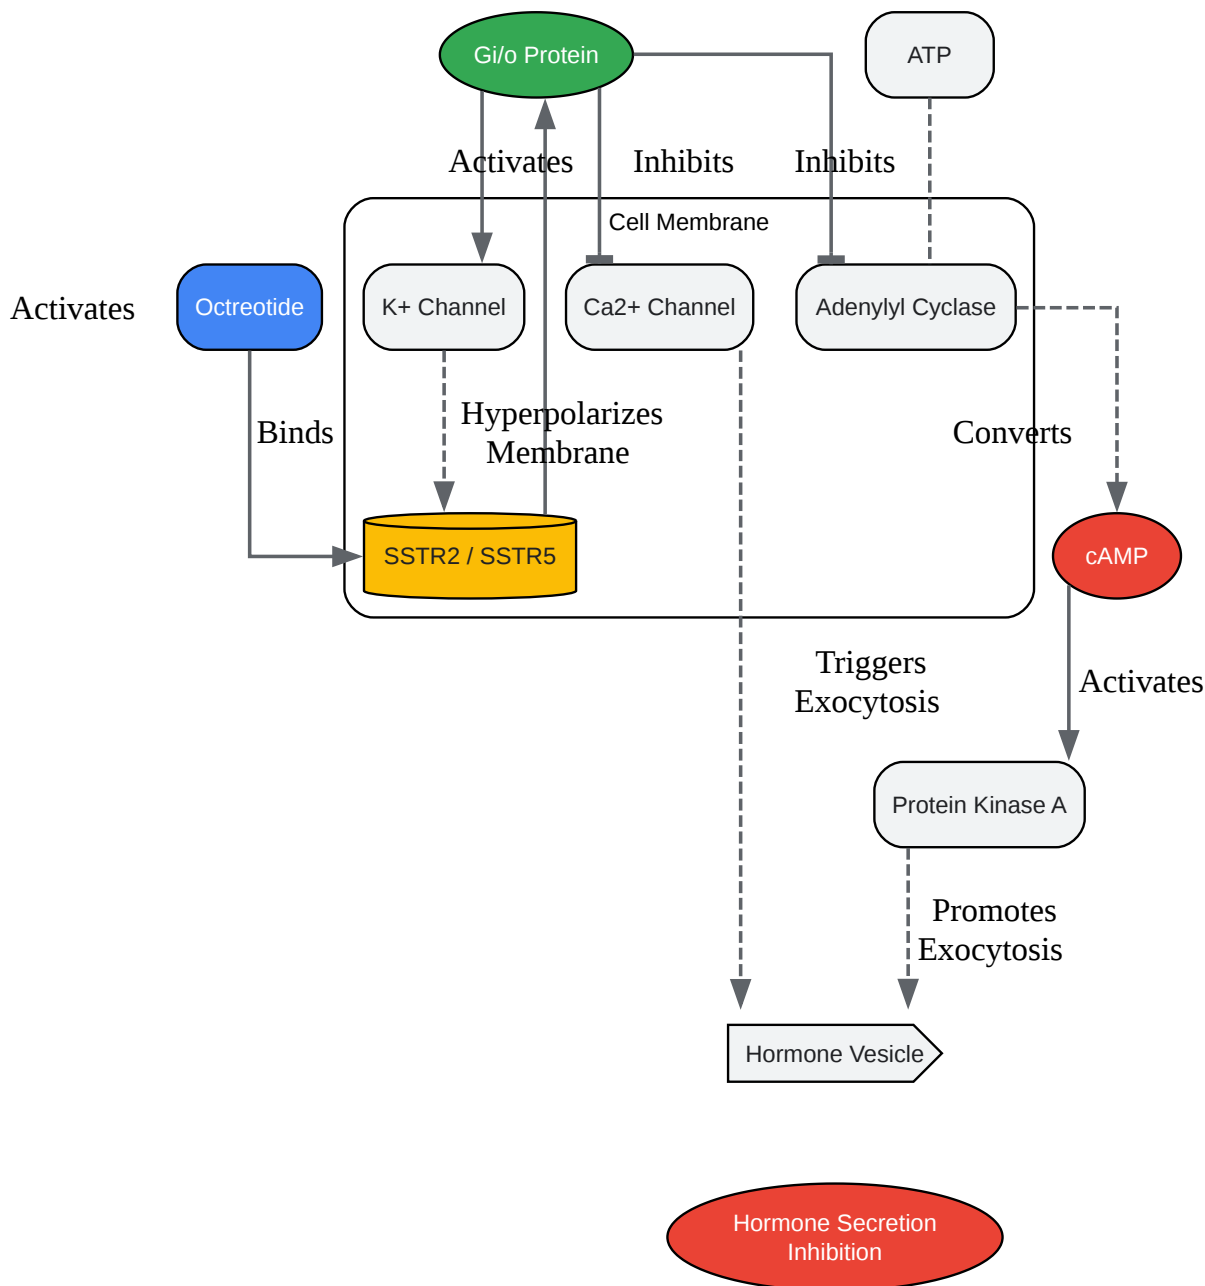 Gi/o Protein
ATP
Activates
Inhibits
Inhibits
Cell Membrane
Activates
Octreotide
K+ Channel
Ca2+ Channel
Adenylyl Cyclase
Binds
Hyperpolarizes
Membrane
Converts
SSTR2 / SSTR5
cAMP
Triggers
Exocytosis
Activates
Protein Kinase A
Promotes
Exocytosis
Hormone Vesicle
Hormone Secretion
Inhibition